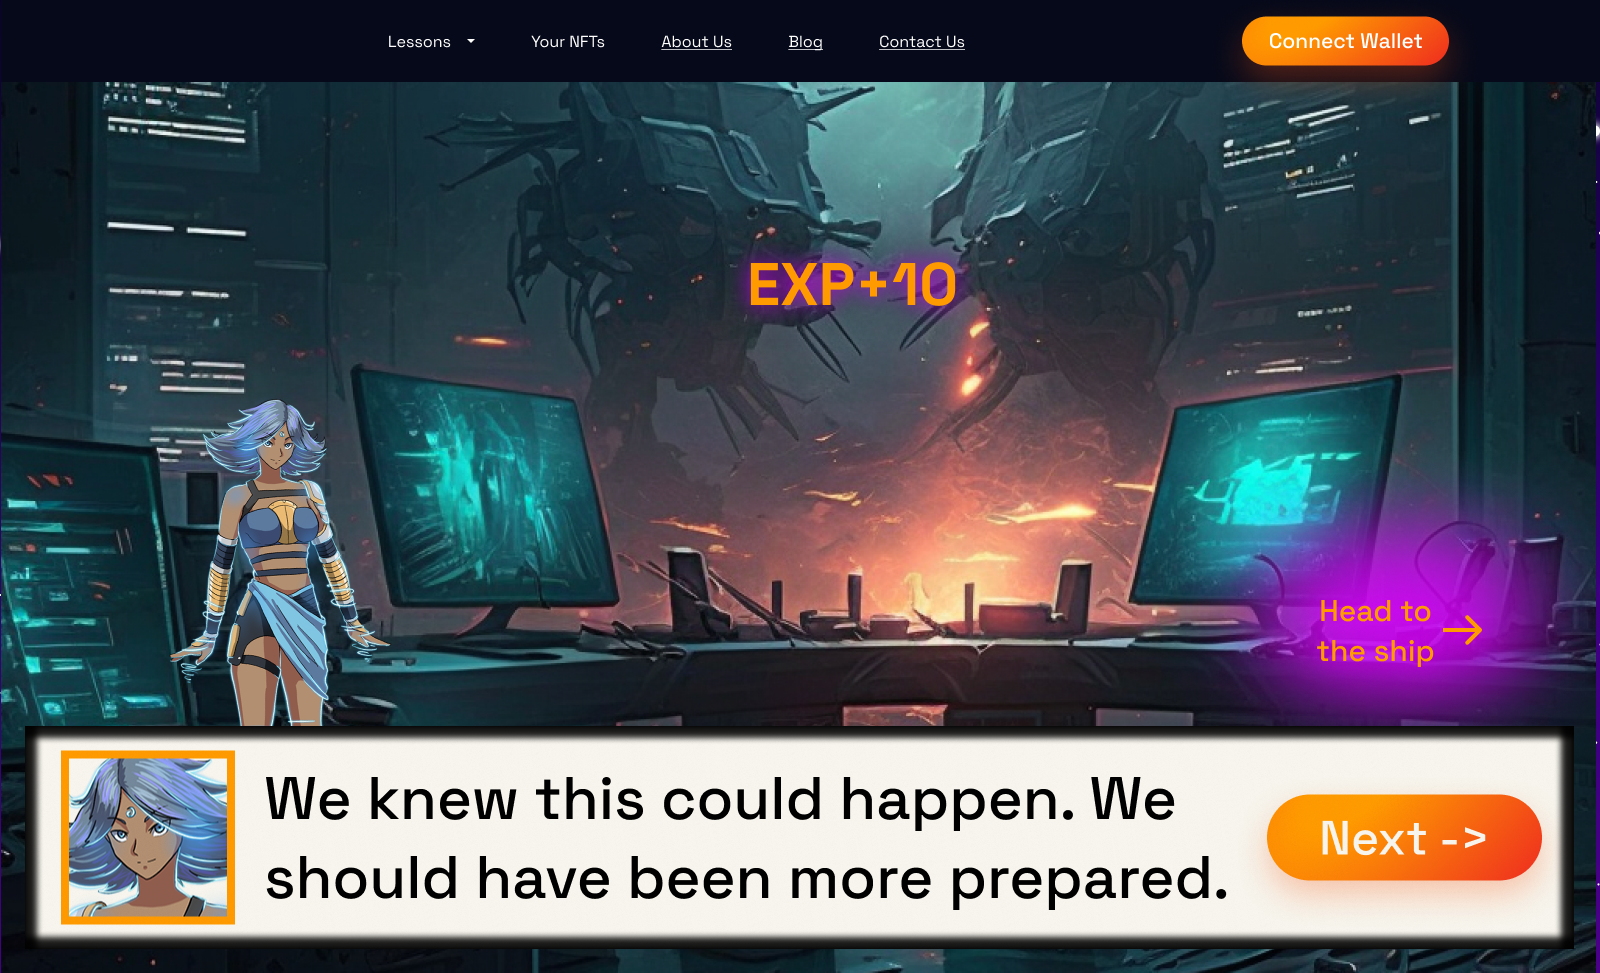 Lessons
Your NFTs
About Us
Blog
Contact Us
Connect Wallet
EXP+10
Head to
the ship
We knew this could happen. We
should have been more prepared.
Next ->